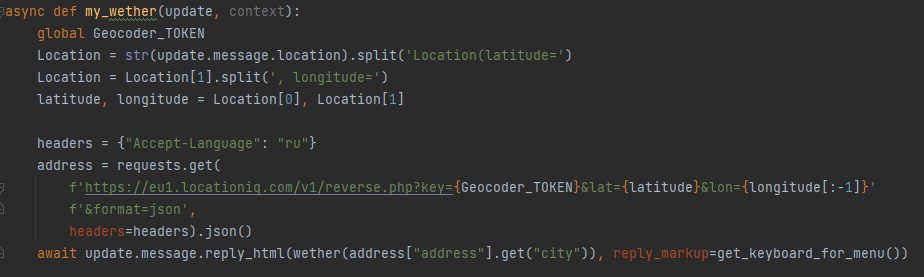 async def my_wether(update, context):
    global Geocoder_TOKEN
    Location = str(update.message.location).split('Location(latitude=')
    Location = Location[1].split(', longitude=')
    latitude, longitude = Location[0], Location[1]

    headers = {"Accept-Language": "ru"}
    address = requests.get(
        f'https://eu1.locationiq.com/v1/reverse.php?key={Geocoder_TOKEN}&lat={latitude}&lon={longitude[:-1]}'
        f'&format=json',
        headers=headers).json()
    await update.message.reply_html(wether(address["address"].get("city")), reply_markup=get_keyboard_for_menu())